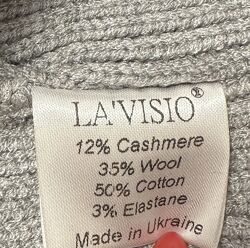 LA'VISIO®
12% Cashmere
35% Wool
50% Cotton
3% Elastane
Made in Ukraine